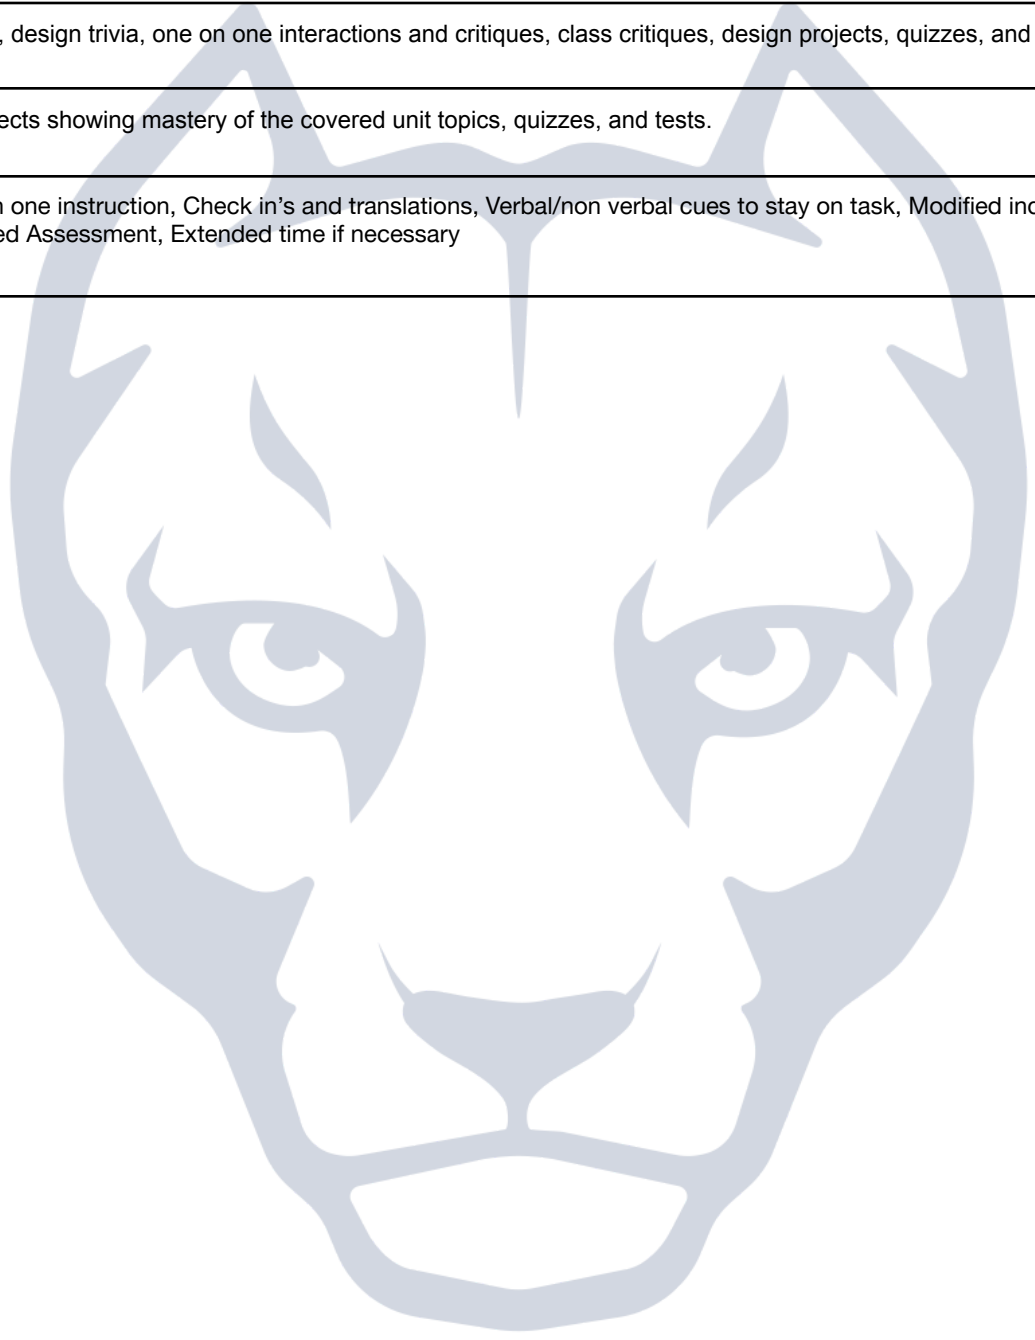 , design trivia, one on one interactions and critiques, class critiques, design projects, quizzes, and
ects showing mastery of the covered unit topics, quizzes, and tests.
n one instruction, Check in’s and translations, Verbal/non verbal cues to stay on task, Modified inc
ed Assessment, Extended time if necessary